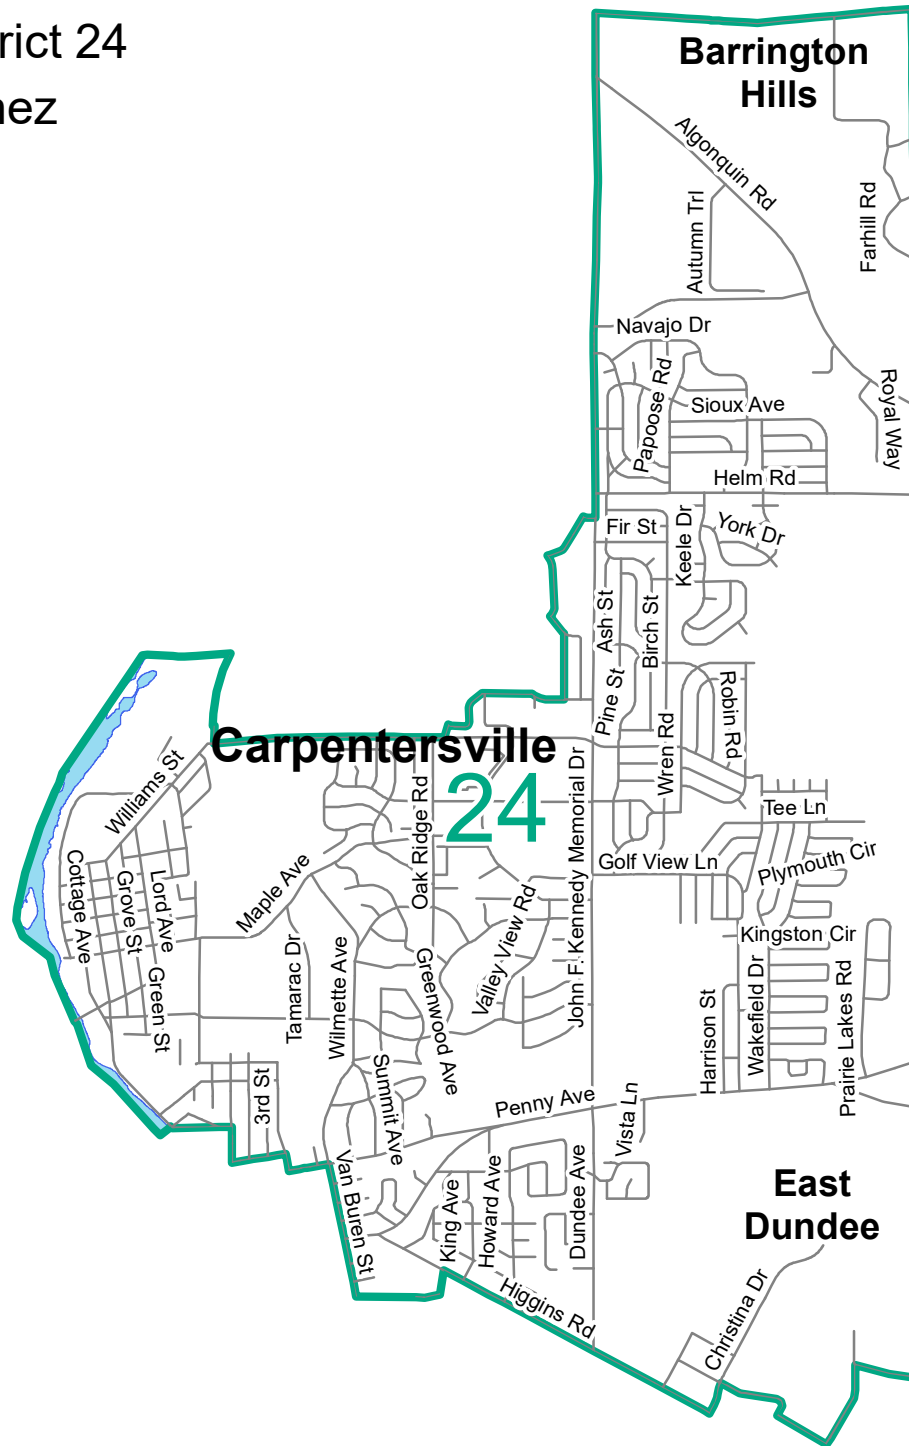 rict 24
nez
Barrington
Hills
Algonquin Rd
Autumn Trl
Farhill Rd
Navajo Dr
Papoose Rd
Sioux Ave
Royal Way
Helm Rd
Fir St
Keele Dr
York Dr
Ash St
Birch St
Pine St
Robin Rd
Wren Rd
Carpentersville
24
Williams St
Oak Ridge Rd
John F. Kennedy Memorial Dr
Tee Ln
Golf View Ln
Plymouth Cir
Cottage Ave
Grove St
Lord Ave
Maple Ave
Valley View Rd
Kingston Cir
Green St
Tamarac Dr
Wilmette Ave
Greenwood Ave
Harrison St
Wakefield Dr
Prairie Lakes Rd
3rd St
Summit Ave
Penny Ave
Vista Ln
Van Buren St
King Ave
Howard Ave
Dundee Ave
East
Dundee
Higgins Rd
Christina Dr